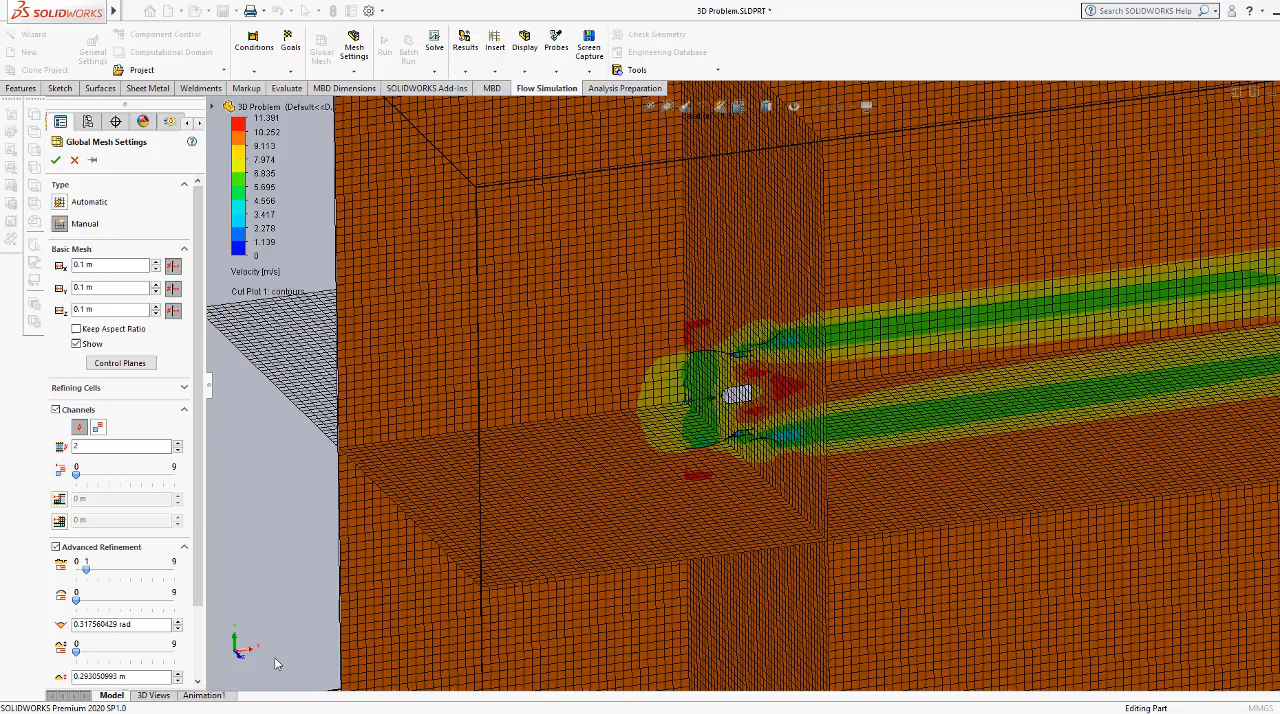 SOLIDWORKS
3D Problem.SLDPRT *
Search SOLIDWORKS Help
Wizard
New
Clone Project
General Settings
Component Control
Computational Domain
Project
Conditions
Goals
Global Mesh
Mesh Settings
Run
Batch Run
Solve
Results
Insert
Display
Probes
Screen Capture
Check Geometry
Engineering Database
Tools
Features
Sketch
Surfaces
Sheet Metal
Weldments
Markup
Evaluate
MBD Dimensions
SOLIDWORKS Add-Ins
MBD
Flow Simulation
Analysis Preparation
3D Problem (Default<<D...
Global Mesh Settings
Type
Automatic
Manual
Basic Mesh
0.1 m
0.1 m
0.1 m
Keep Aspect Ratio
Show
Control Planes
Refining Cells
Channels
2
0 9
0 m
0 m
Advanced Refinement
0 1 9
0 9
0.317560429 rad
0 9
0.293050993 m
11.391
10.252
9.113
7.974
6.835
5.695
4.556
3.417
2.278
1.139
0
Velocity [m/s]
Cut Plot 1: contours
Model
3D Views
Animation1
SOLIDWORKS Premium 2020 SP1.0
Editing Part
MMGS